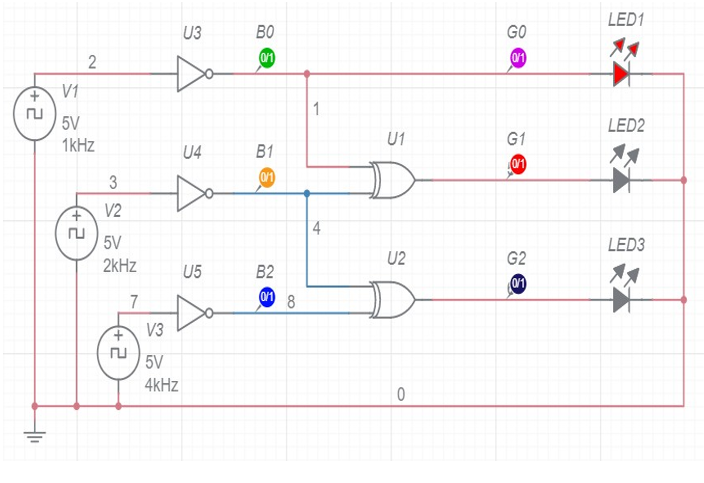 LED1
U3 B0 G0
2
0/1 0/1
V1
5V
1kHz
1
LED2
U4 B1 U1 G1
3
0/1 0/1
V2
5V
2kHz
4
LED3
U5 B2 U2 G2
7 0/1 8 0/1
V3
5V
4kHz
0